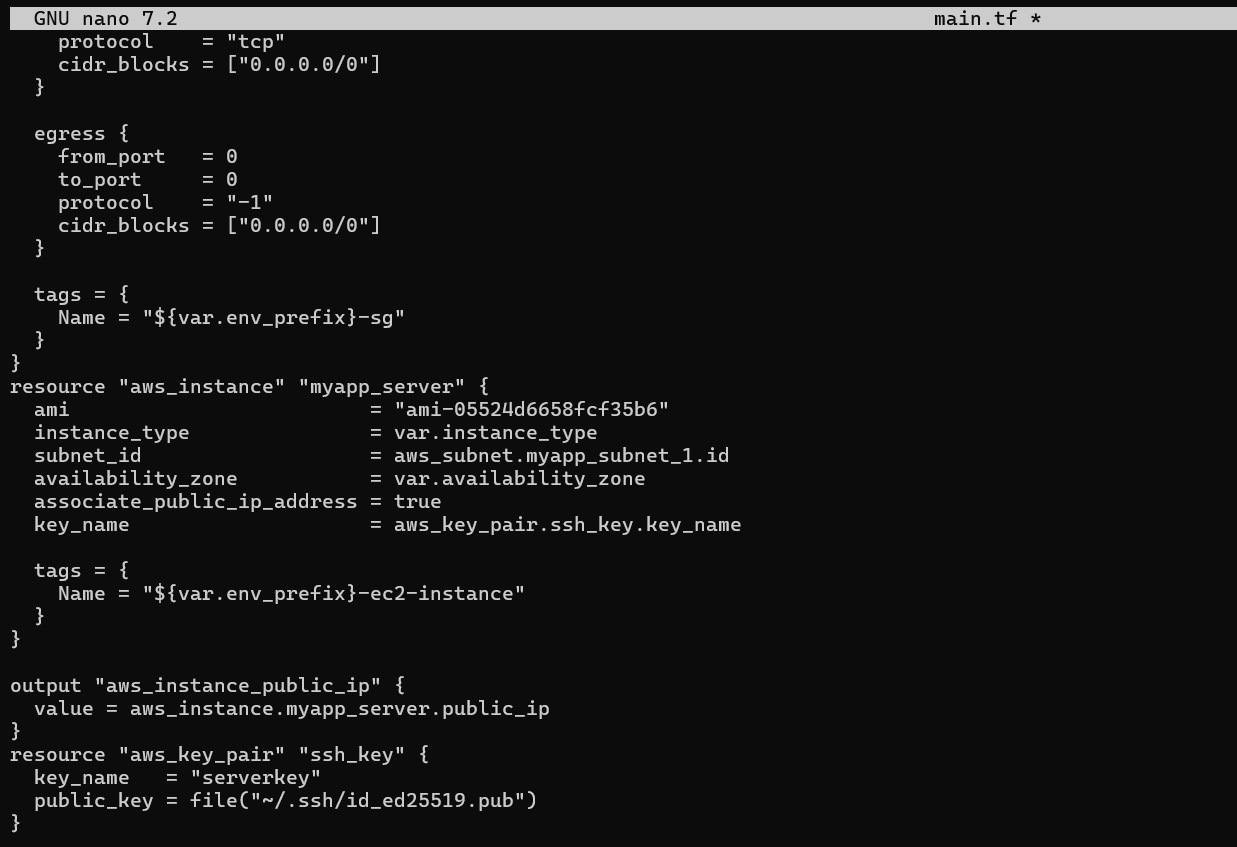 GNU nano 7.2 main.tf *
    protocol    = "tcp"
    cidr_blocks = ["0.0.0.0/0"]
  }

  egress {
    from_port   = 0
    to_port     = 0
    protocol    = "-1"
    cidr_blocks = ["0.0.0.0/0"]
  }

  tags = {
    Name = "${var.env_prefix}-sg"
  }
}
resource "aws_instance" "myapp_server" {
  ami                         = "ami-05524d6658fcf35b6"
  instance_type               = var.instance_type
  subnet_id                   = aws_subnet.myapp_subnet_1.id
  availability_zone           = var.availability_zone
  associate_public_ip_address = true
  key_name                    = aws_key_pair.ssh_key.key_name

  tags = {
    Name = "${var.env_prefix}-ec2-instance"
  }
}

output "aws_instance_public_ip" {
  value = aws_instance.myapp_server.public_ip
}
resource "aws_key_pair" "ssh_key" {
  key_name   = "serverkey"
  public_key = file("~/.ssh/id_ed25519.pub")
}